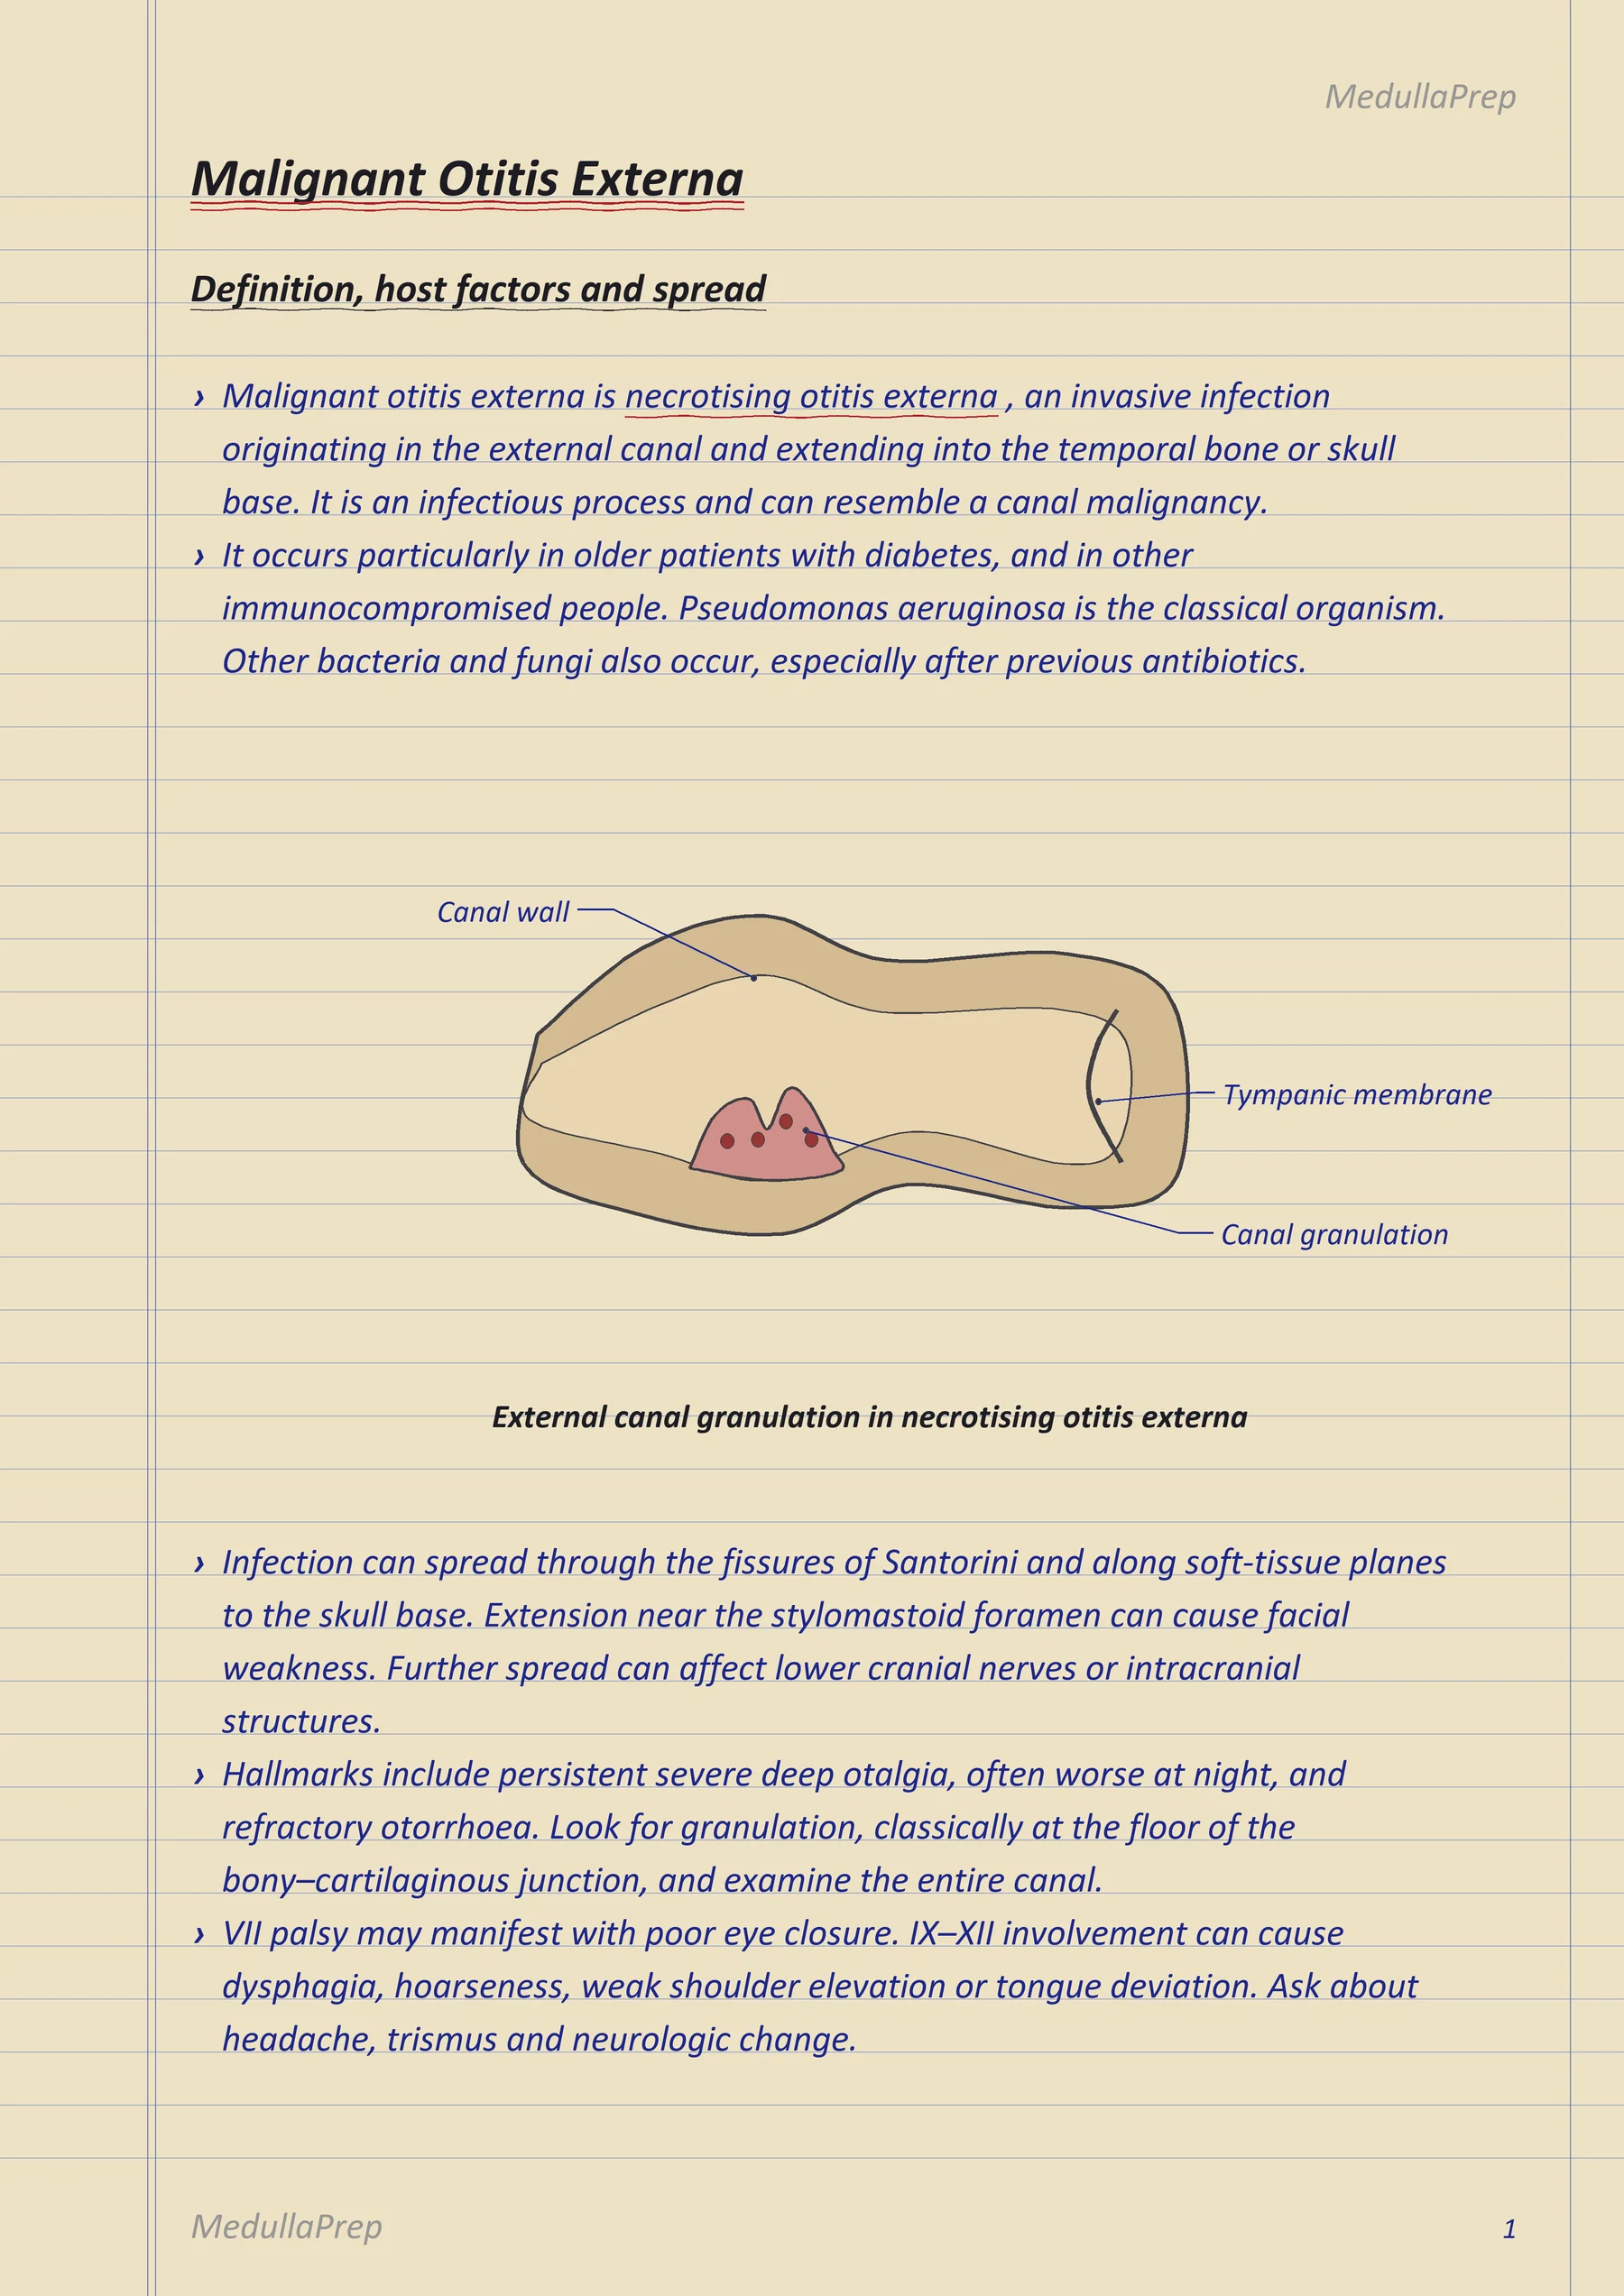 MedullaPrep
Malignant Otitis Externa
Definition, host factors and spread
› Malignant otitis externa is necrotising otitis externa , an invasive infection
originating in the external canal and extending into the temporal bone or skull
base. It is an infectious process and can resemble a canal malignancy.
› It occurs particularly in older patients with diabetes, and in other
immunocompromised people. Pseudomonas aeruginosa is the classical organism.
Other bacteria and fungi also occur, especially after previous antibiotics.
Canal wall
Tympanic membrane
Canal granulation
External canal granulation in necrotising otitis externa
› Infection can spread through the fissures of Santorini and along soft-tissue planes
to the skull base. Extension near the stylomastoid foramen can cause facial
weakness. Further spread can affect lower cranial nerves or intracranial
structures.
› Hallmarks include persistent severe deep otalgia, often worse at night, and
refractory otorrhoea. Look for granulation, classically at the floor of the
bony–cartilaginous junction, and examine the entire canal.
› VII palsy may manifest with poor eye closure. IX–XII involvement can cause
dysphagia, hoarseness, weak shoulder elevation or tongue deviation. Ask about
headache, trismus and neurologic change.
MedullaPrep
1